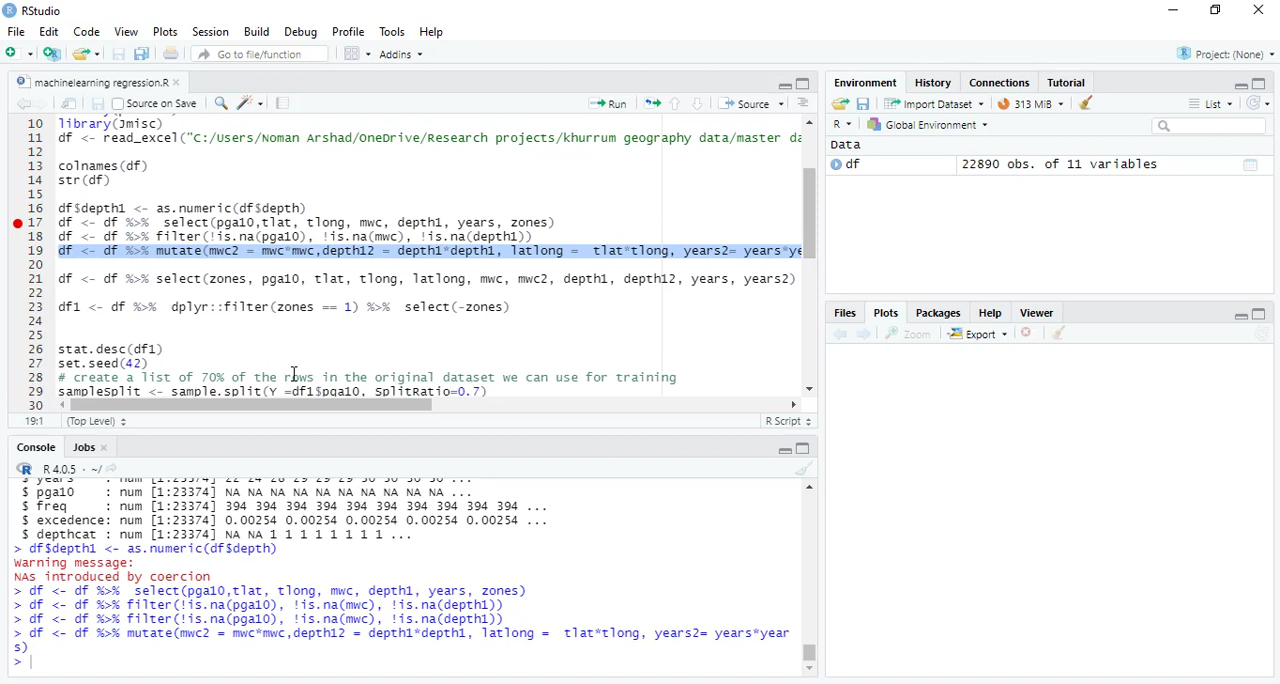 RStudio
File Edit Code View Plots Session Build Debug Profile Tools Help
Go to file/function Addins Project: (None)
machinelearning regression.R
Source on Save Run Source
10 library(Jmisc)
11 df <- read_excel("C:/Users/Noman Arshad/OneDrive/Research projects/khurrum geography data/master da
12
13 colnames(df)
14 str(df)
15
16 df$depth1 <- as.numeric(df$depth)
17 df <- df %>%  select(pga10,tlat, tlong, mwc, depth1, years, zones)
18 df <- df %>% filter(!is.na(pga10), !is.na(mwc), !is.na(depth1))
19 df <- df %>% mutate(mwc2 = mwc*mwc,depth12 = depth1*depth1, latlong =  tlat*tlong, years2= years*ye
20
21 df <- df %>% select(zones, pga10, tlat, tlong, latlong, mwc, mwc2, depth1, depth12, years, years2)
22
23 df1 <- df %>%  dplyr::filter(zones == 1) %>%  select(-zones)
24
25
26 stat.desc(df1)
27 set.seed(42)
28 # create a list of 70% of the rows in the original dataset we can use for training
29 samplesplit <- sample.split(Y =df1$pga10, SplitRatio=0.7)
30
19:1 (Top Level) R Script
Console Jobs
R 4.0.5 · ~/
$ years : num [1:23374] 22 24 28 29 29 29 30 30 30 30 ...
$ pga10 : num [1:23374] NA NA NA NA NA NA NA NA NA NA ...
$ freq : num [1:23374] 394 394 394 394 394 394 394 394 394 394 ...
$ excedence: num [1:23374] 0.00254 0.00254 0.00254 0.00254 0.00254 ...
$ depthcat : num [1:23374] NA NA 1 1 1 1 1 1 1 1 ...
> df$depth1 <- as.numeric(df$depth)
Warning message:
NAs introduced by coercion
> df <- df %>%  select(pga10,tlat, tlong, mwc, depth1, years, zones)
> df <- df %>% filter(!is.na(pga10), !is.na(mwc), !is.na(depth1))
> df <- df %>% filter(!is.na(pga10), !is.na(mwc), !is.na(depth1))
> df <- df %>% mutate(mwc2 = mwc*mwc,depth12 = depth1*depth1, latlong =  tlat*tlong, years2= years*year
s)
>
Environment History Connections Tutorial
Import Dataset 313 MiB List
R Global Environment
Data
df 22890 obs. of 11 variables
Files Plots Packages Help Viewer
Zoom Export